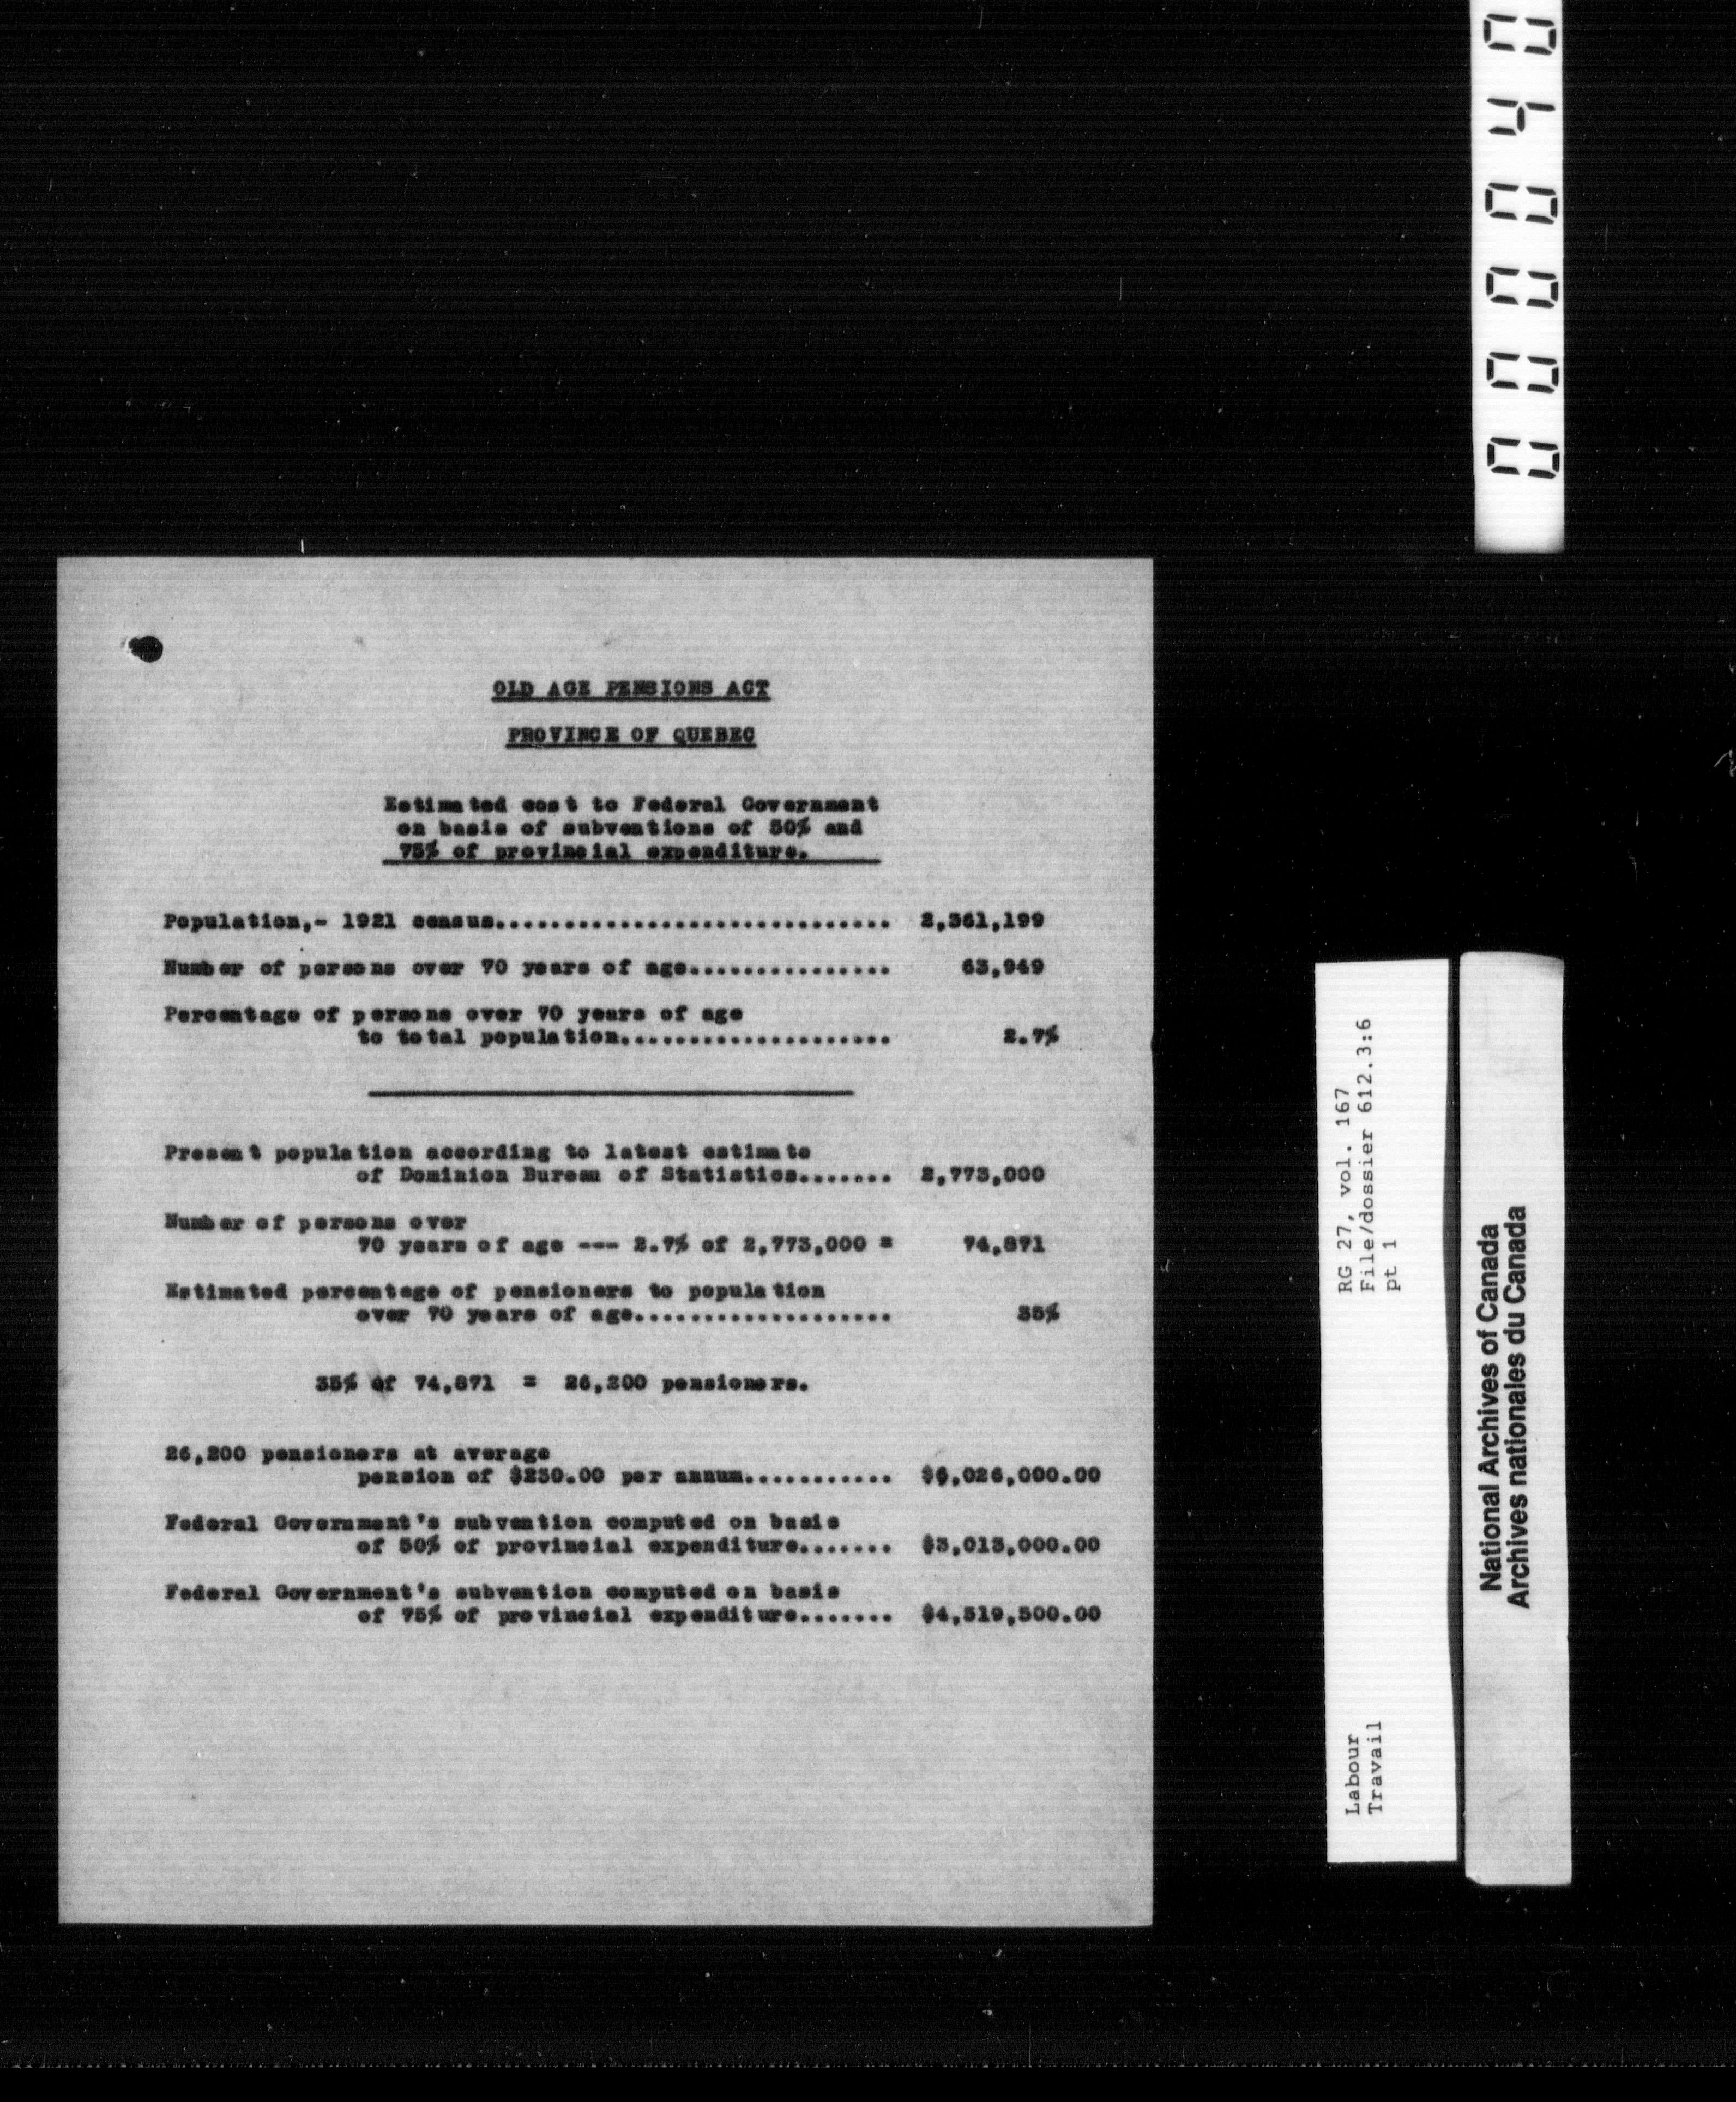 OLD AGE PENSIONS ACT
PROVINCE OF QUEBEC
Estimated cost to Federal Government
on basis of subventions of 50% and
75% of provincial expenditure.
Population,- 1921 census............................. 2,361,199
Number of persons over 70 years of age............... 63,949
Percentage of persons over 70 years of age
to total population.................... 2.7%
Present population according to latest estimate
of Dominion Bureau of Statistics....... 2,773,000
Number of persons over
70 years of age --- 2.7% of 2,773,000 = 74,871
Estimated percentage of pensioners to population
over 70 years of age................... 35%
35% of 74,871 = 26,200 pensioners.
26,200 pensioners at average
pension of $230.00 per annum........... $6,026,000.00
Federal Government's subvention computed on basis
of 50% of provincial expenditure....... $3,013,000.00
Federal Government's subvention computed on basis
of 75% of provincial expenditure....... $4,519,500.00
000040
Labour
Travail
RG 27, vol. 167
File/dossier 612.3:6
pt 1
National Archives of Canada
Archives nationales du Canada